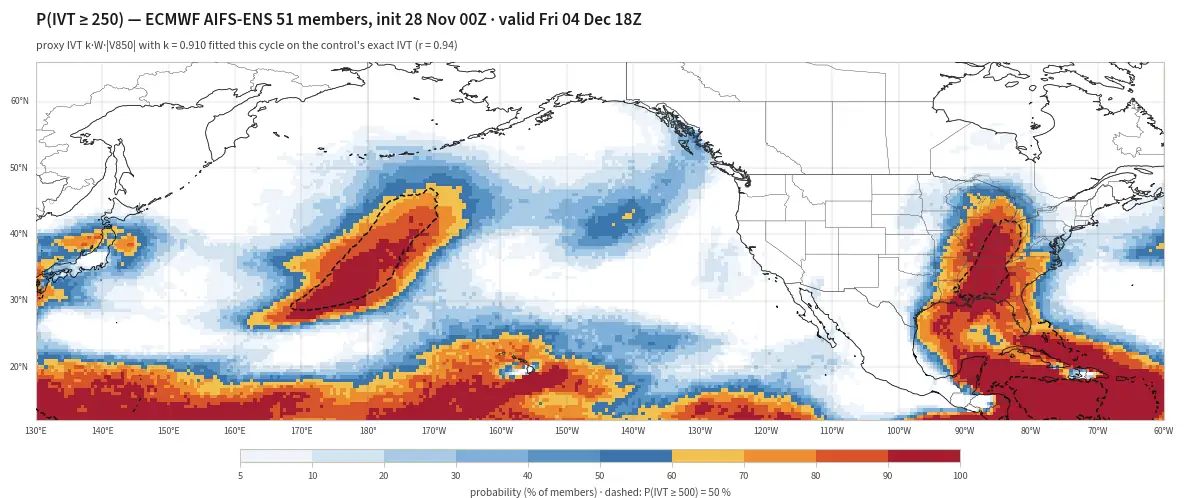 P(IVT ≥ 250) — ECMWF AIFS-ENS 51 members, init 28 Nov 00Z · valid Fri 04 Dec 18Z
proxy IVT k·W·|V850| with k = 0.910 fitted this cycle on the control's exact IVT (r = 0.94)
60°N
50°N
40°N
30°N
20°N
130°E 140°E 150°E 160°E 170°E 180° 170°W 160°W 150°W 140°W 130°W 120°W 110°W 100°W 90°W 80°W 70°W 60°W
5 10 20 30 40 50 60 70 80 90 100
probability (% of members) · dashed: P(IVT ≥ 500) = 50 %